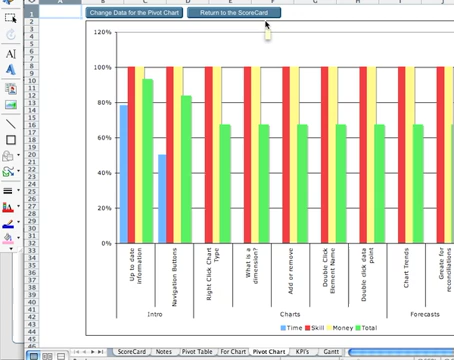 A
B
C
D
E
F
G
H
I
J
Change Data for the Pivot Chart
Return to the ScoreCard
120%
100%
80%
60%
40%
20%
0%
Up to date information
Navigation Buttons
Right Click Chart Type
What is a dimension?
Add or remove
Double Click Element Name
Double click data point
Chart Trends
Create for reconciliations
Intro
Charts
Forecasts
Time Skill Money Total
ScoreCard Notes Pivot Table For Chart Pivot Chart KPI's Gantt